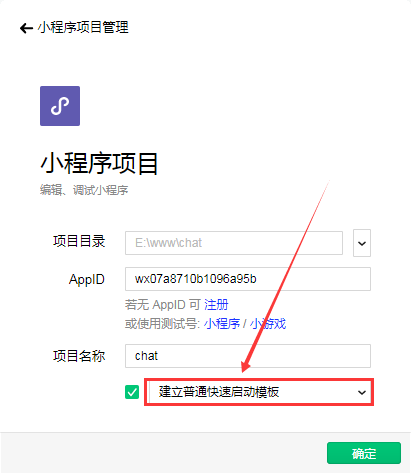 小程序项目管理
小程序项目
编辑、调试小程序
项目目录 E:\www\chat
AppID wx07a8710b1096a95b
若无 AppID 可 注册
或使用测试号: 小程序 / 小游戏
项目名称 chat
建立普通快速启动模板
确定